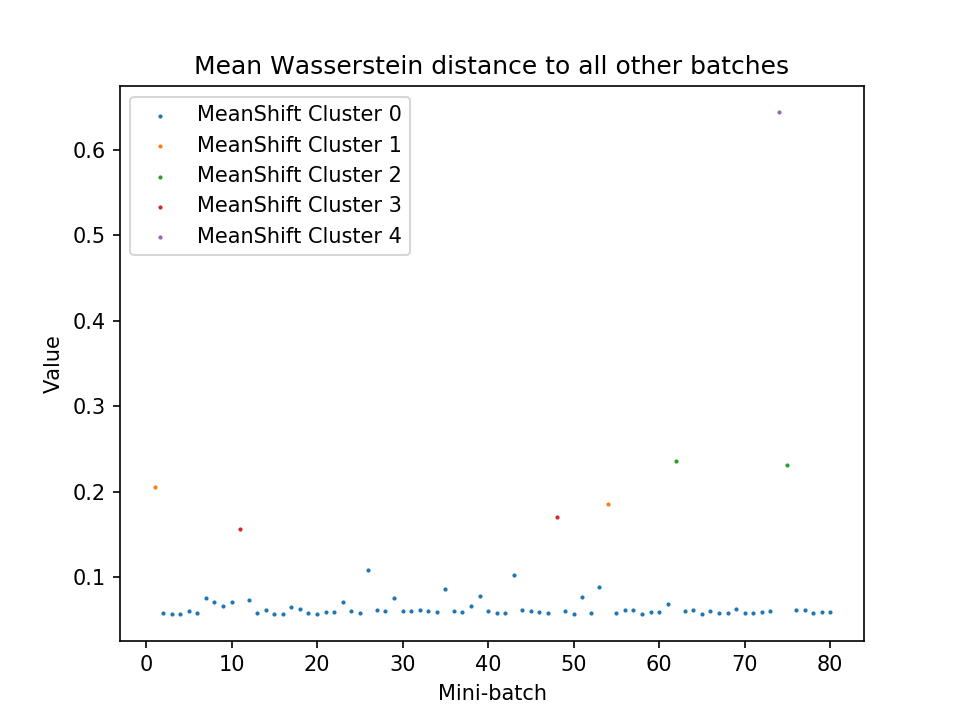 Mean Wasserstein distance to all other batches
MeanShift Cluster 0
MeanShift Cluster 1
MeanShift Cluster 2
MeanShift Cluster 3
MeanShift Cluster 4
0.6
0.5
0.4
0.3
0.2
0.1
Value
0 10 20 30 40 50 60 70 80
Mini-batch